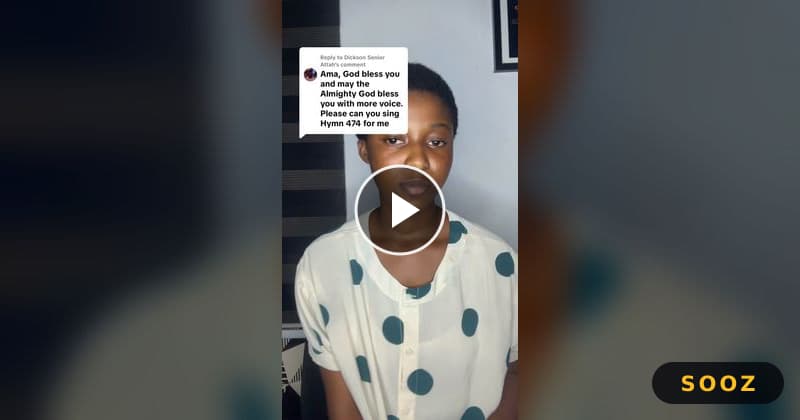 Reply to Dickson Senior
Attah's comment
Ama, God bless you
and may the
Almighty God bless
you with more voice.
Please can you sing
Hymn 474 for me
SOOZ